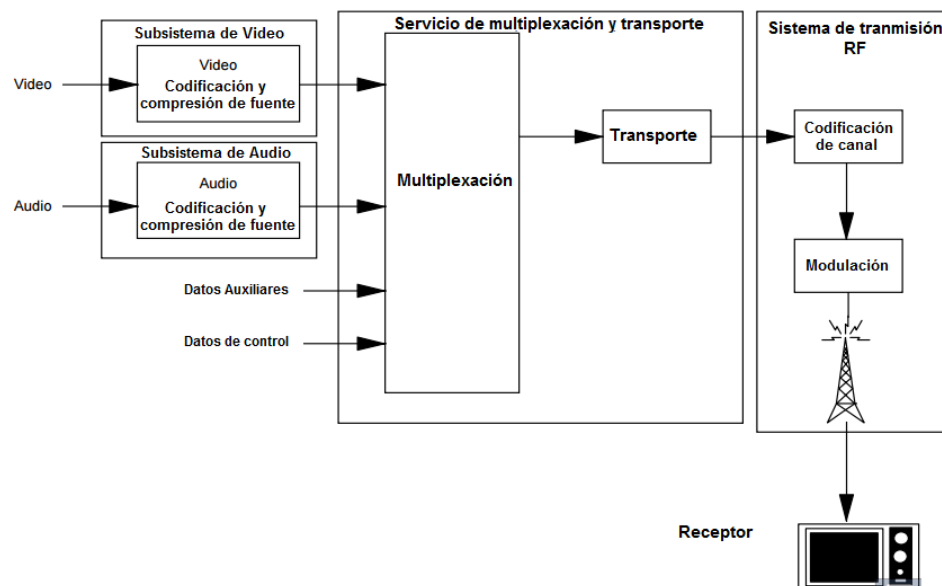 Subsistema de Video
Video
Video
Codificación y
compresión de fuente
Subsistema de Audio
Audio
Audio
Codificación y
compresión de fuente
Datos Auxiliares
Datos de control
Servicio de multiplexación y transporte
Multiplexación
Transporte
Sistema de tranmisión
RF
Codificación
de canal
Modulación
Receptor